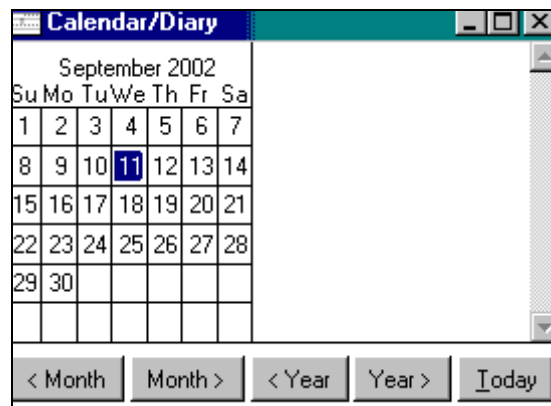 Calendar/Diary
September 2002
Su Mo Tu We Th Fr Sa
1 2 3 4 5 6 7
8 9 10 11 12 13 14
15 16 17 18 19 20 21
22 23 24 25 26 27 28
29 30
< Month Month > < Year Year > Today